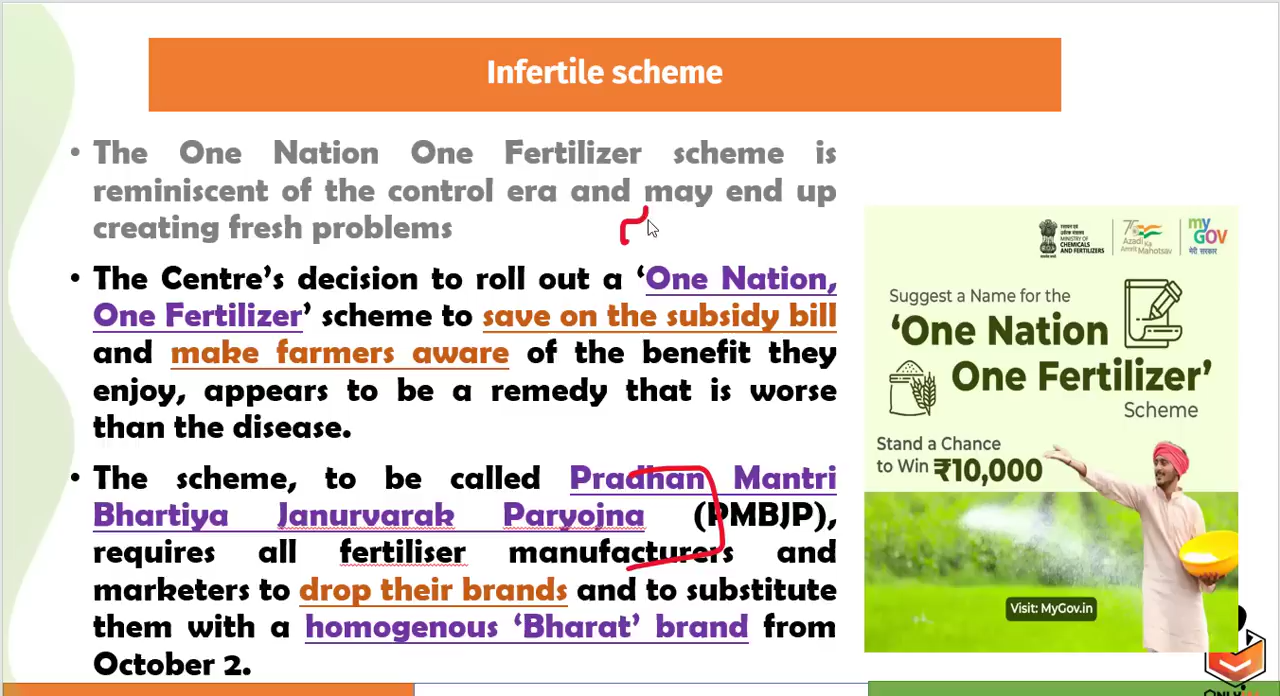 Infertile scheme
• The One Nation One Fertilizer scheme is
reminiscent of the control era and may end up
creating fresh problems
• The Centre’s decision to roll out a ‘One Nation,
One Fertilizer’ scheme to save on the subsidy bill
and make farmers aware of the benefit they
enjoy, appears to be a remedy that is worse
than the disease.
• The scheme, to be called Pradhan Mantri
Bhartiya Janurvarak Paryojna (PMBJP),
requires all fertiliser manufacturers and
marketers to drop their brands and to substitute
them with a homogenous ‘Bharat’ brand from
October 2.
MINISTRY OF
CHEMICALS
AND FERTILIZERS
Azadi Ka
Amrit Mahotsav
my
GOV
मेरी सरकार
Suggest a Name for the
‘One Nation
One Fertilizer’
Scheme
Stand a Chance
to Win ₹10,000
Visit: MyGov.in